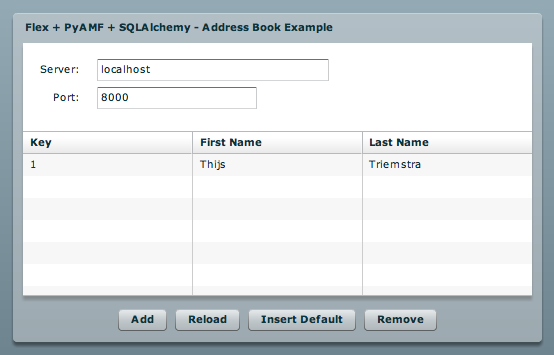 Flex + PyAMF + SQLAlchemy - Address Book Example
Server: localhost
Port: 8000
Key First Name Last Name
1 Thijs Triemstra
Add Reload Insert Default Remove